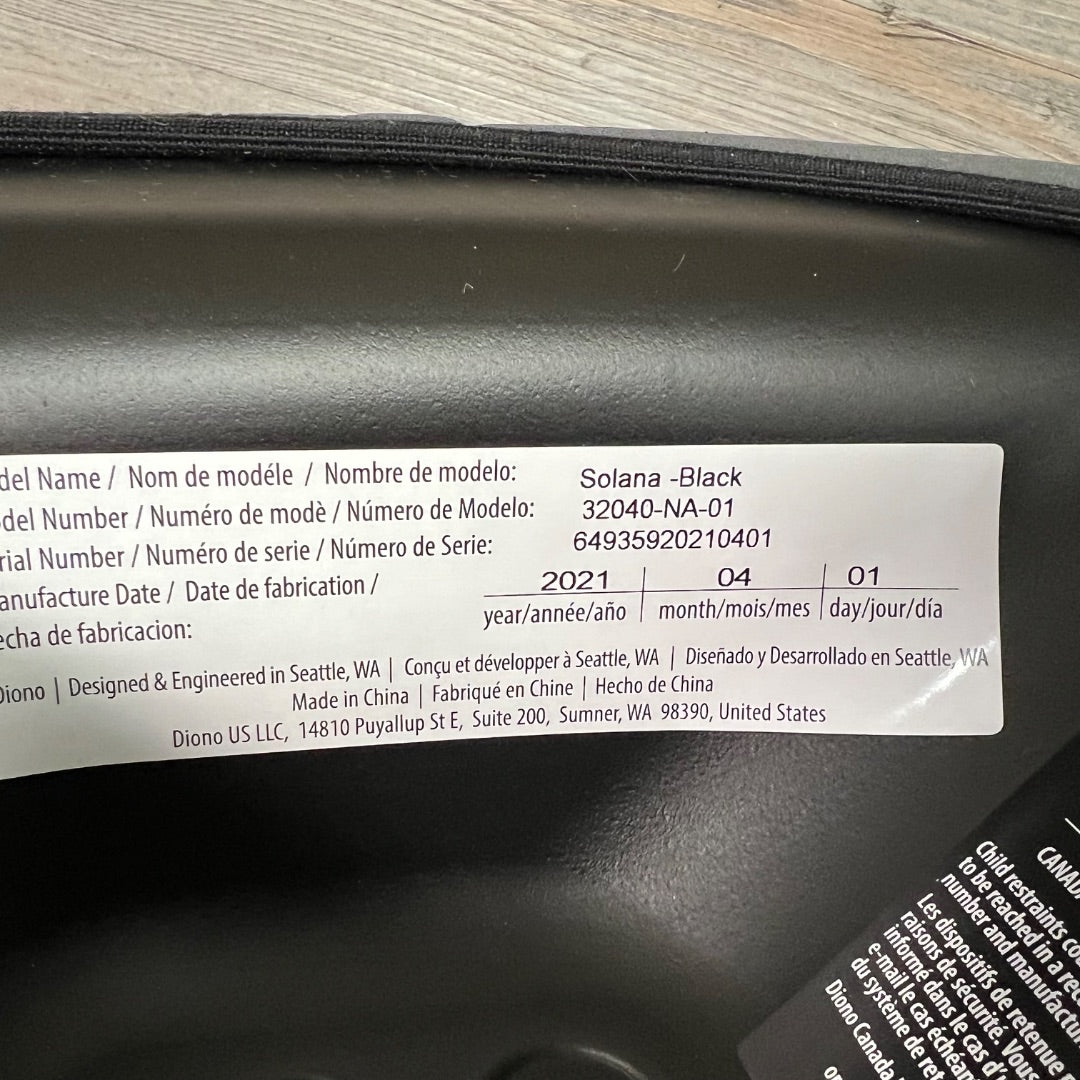 del Name / Nom de modéle / Nombre de modelo: Solana -Black
del Number / Numéro de modè / Número de Modelo: 32040-NA-01
rial Number / Numéro de serie / Número de Serie: 64935920210401
anufacture Date / Date de fabrication / 2021 04 01
echa de fabricacion: year/année/año month/mois/mes day/jour/día
Diono | Designed & Engineered in Seattle, WA | Conçu et développer à Seattle, WA | Diseñado y Desarrollado en Seattle, WA
Made in China | Fabriqué en Chine | Hecho de China
Diono US LLC, 14810 Puyallup St E, Suite 200, Sumner, WA 98390, United States
CANAD
Child restraints co
to be reached in a rec
number and manufactur
Les dispositifs de retenue
raisons de sécurité. Vous
informé dans le cas d'
e-mail le cas échéan
du système de ret
Diono Canada